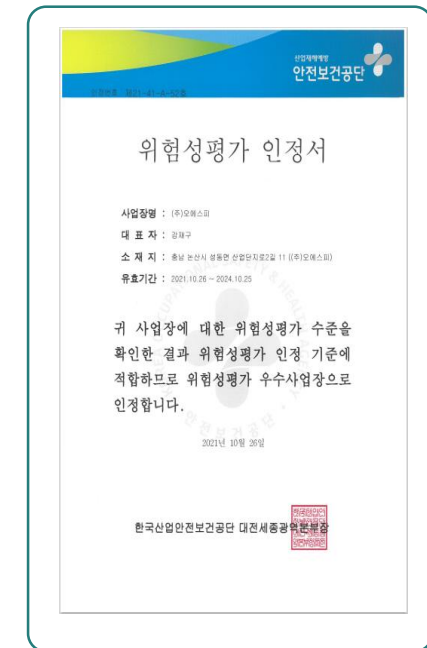 산업재해예방
안전보건공단
위험성평가 인정서
사업장명 : (주)오에스피
대 표 자 : 강재구
소 재 지 : 충남 논산시 성동면 산업단지로2길 11 ((주)오에스피)
유효기간 : 2021.10.26 ~ 2024.10.25
귀 사업장에 대한 위험성평가 수준을
확인한 결과 위험성평가 인정 기준에
적합하므로 위험성평가 우수사업장으로
인정합니다.
2021년 10월 26일
한국산업안전보건공단 대전세종광역본부장